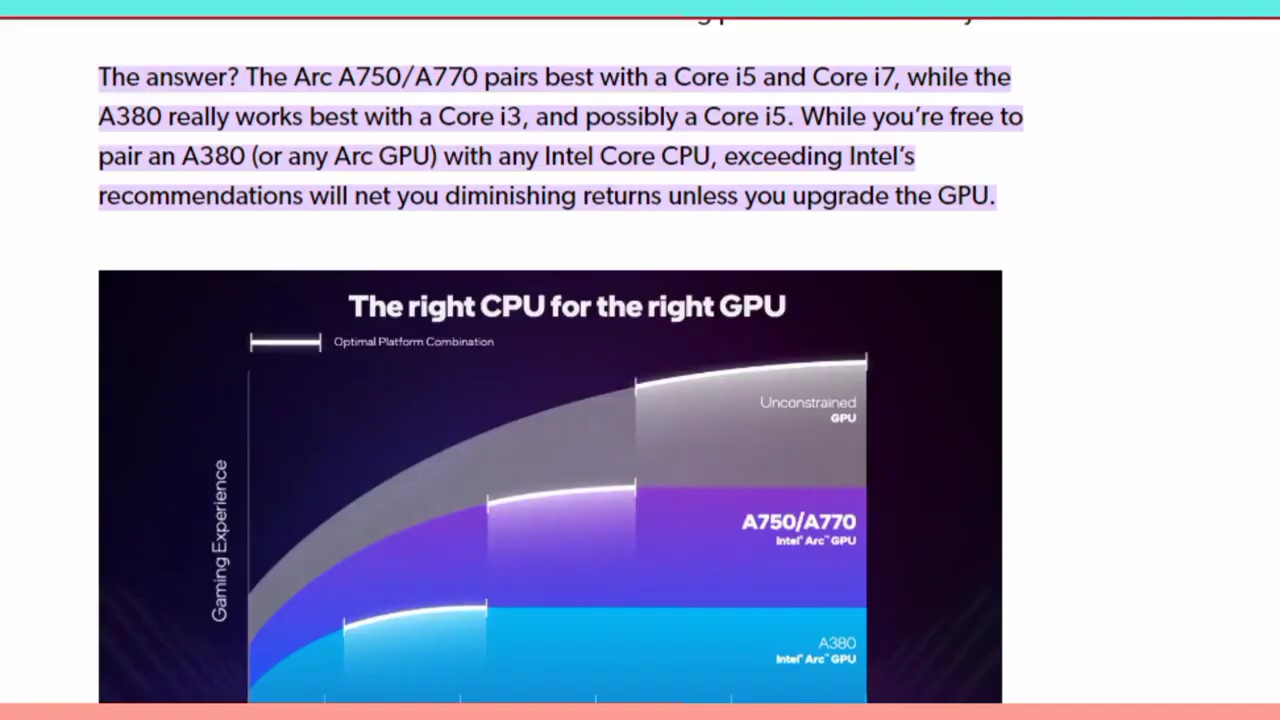 The answer? The Arc A750/A770 pairs best with a Core i5 and Core i7, while the
A380 really works best with a Core i3, and possibly a Core i5. While you’re free to
pair an A380 (or any Arc GPU) with any Intel Core CPU, exceeding Intel’s
recommendations will net you diminishing returns unless you upgrade the GPU.
The right CPU for the right GPU
Optimal Platform Combination
Unconstrained
GPU
Gaming Experience
A750/A770
Intel® Arc™ GPU
A380
Intel® Arc™ GPU